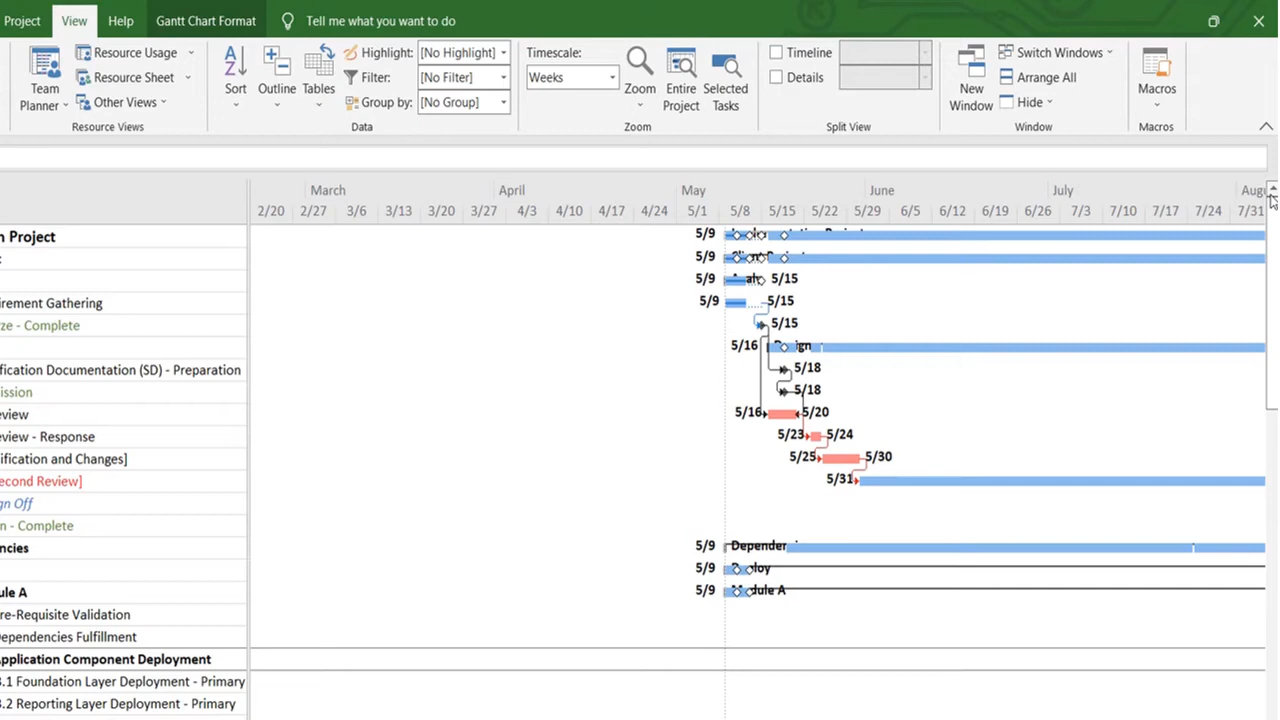 Project View Help Gantt Chart Format Tell me what you want to do
Resource Usage
Resource Sheet
Other Views
Team Planner
Resource Views
Sort
Outline
Tables
Highlight: [No Highlight]
Filter: [No Filter]
Group by: [No Group]
Data
Timescale:
Weeks
Zoom
Entire Project
Selected Tasks
Zoom
Timeline
Details
Split View
New Window
Switch Windows
Arrange All
Hide
Window
Macros
Macros
March April May June July Aug
2/20 2/27 3/6 3/13 3/20 3/27 4/3 4/10 4/17 4/24 5/1 5/8 5/15 5/22 5/29 6/5 6/12 6/19 6/26 7/3 7/10 7/17 7/24 7/31
n Project 5/9
5/9
5/9 5/15
irement Gathering 5/9 5/15
ze - Complete 5/15
5/16 Design
fication Documentation (SD) - Preparation 5/18
ission 5/18
eview 5/16 5/20
eview - Response 5/23 5/24
ification and Changes] 5/25 5/30
econd Review] 5/31
gn Off
n - Complete
ncies 5/9 Depender
5/9 Deploy
ule A 5/9 Module A
re-Requisite Validation
Dependencies Fulfillment
Application Component Deployment
3.1 Foundation Layer Deployment - Primary
3.2 Reporting Layer Deployment - Primary